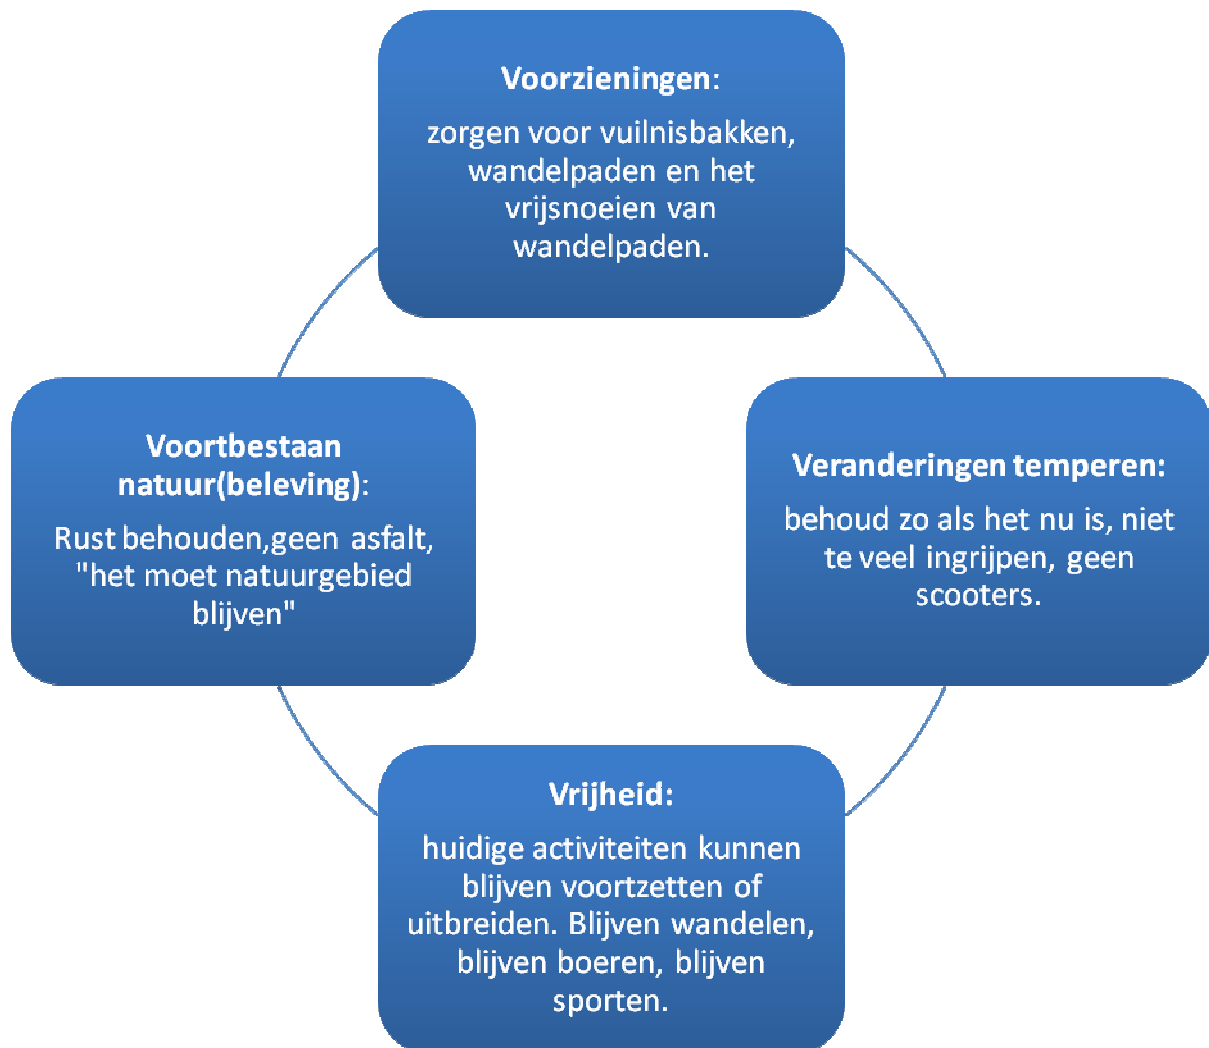 Voorzieningen:
zorgen voor vuilnisbakken,
wandelpaden en het
vrijsnoeien van
wandelpaden.
Voortbestaan
natuur(beleving):
Rust behouden,geen asfalt,
"het moet natuurgebied
blijven"
Veranderingen temperen:
behoud zo als het nu is, niet
te veel ingrijpen, geen
scooters.
Vrijheid:
huidige activiteiten kunnen
blijven voortzetten of
uitbreiden. Blijven wandelen,
blijven boeren, blijven
sporten.